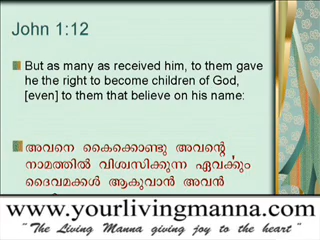 John 1:12
But as many as received him, to them gave
he the right to become children of God,
[even] to them that believe on his name:
അവനെ കൈക്കൊണ്ടു അവന്റെ
നാമത്തിൽ വിശ്വസിക്കുന്ന ഏവർക്കും
ദൈവമക്കൾ ആകുവാൻ അവൻ
www.yourlivingmanna.com
"The Living Manna giving joy to the heart"